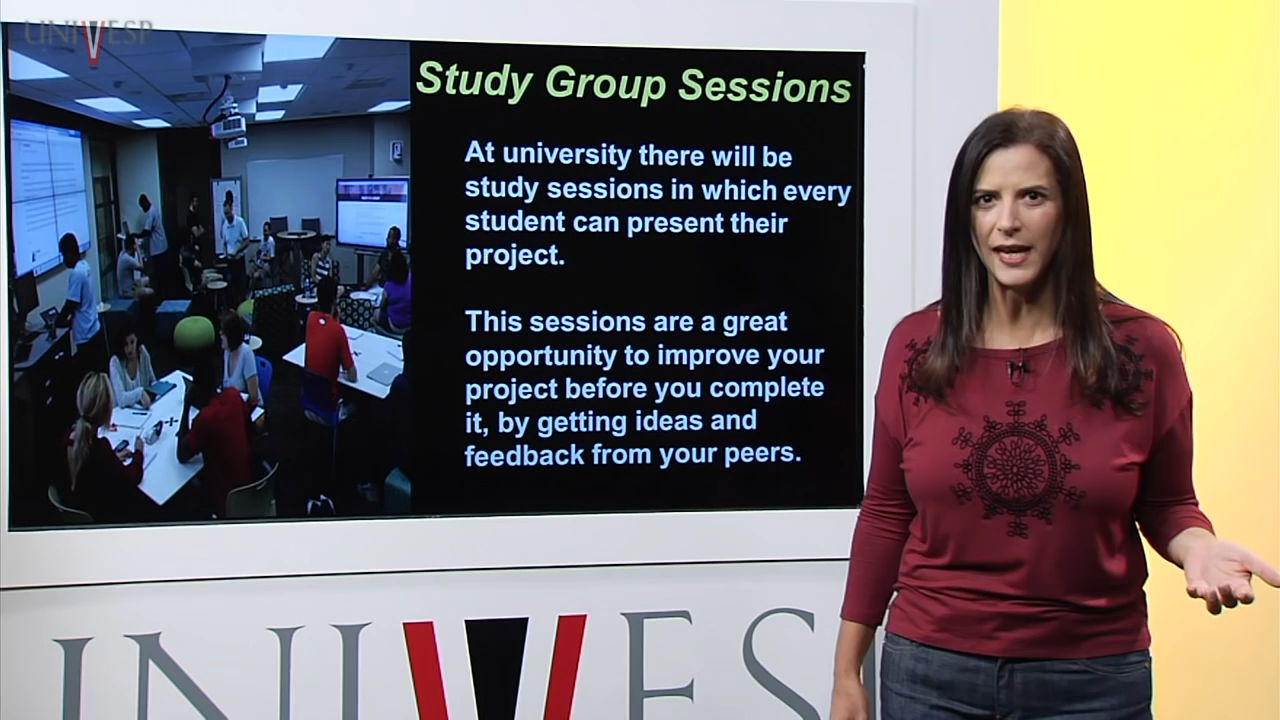 UNIVESP
Study Group Sessions
At university there will be
study sessions in which every
student can present their
project.
This sessions are a great
opportunity to improve your
project before you complete
it, by getting ideas and
feedback from your peers.
UNIVESP